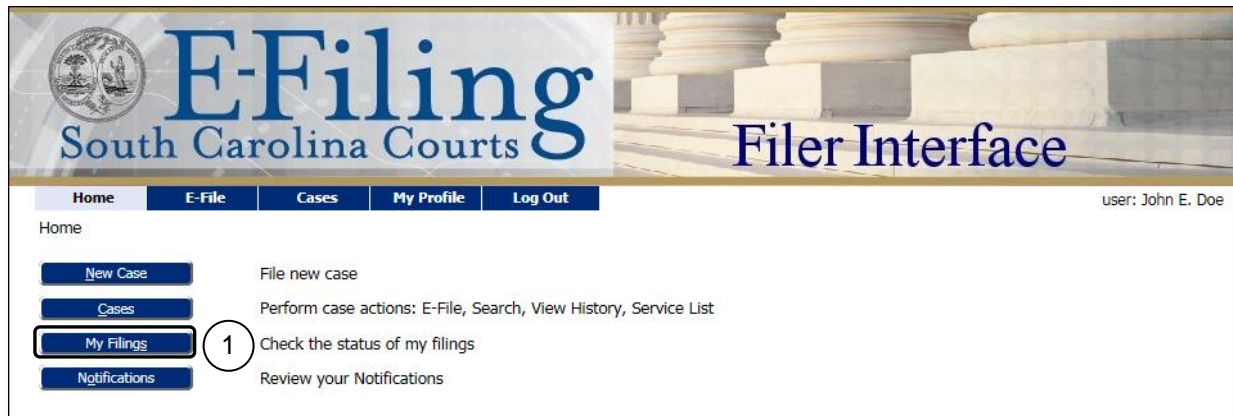 E-Filing
South Carolina Courts
Filer Interface
Home E-File Cases My Profile Log Out
user: John E. Doe
Home
New Case File new case
Cases Perform case actions: E-File, Search, View History, Service List
My Filings 1 Check the status of my filings
Notifications Review your Notifications